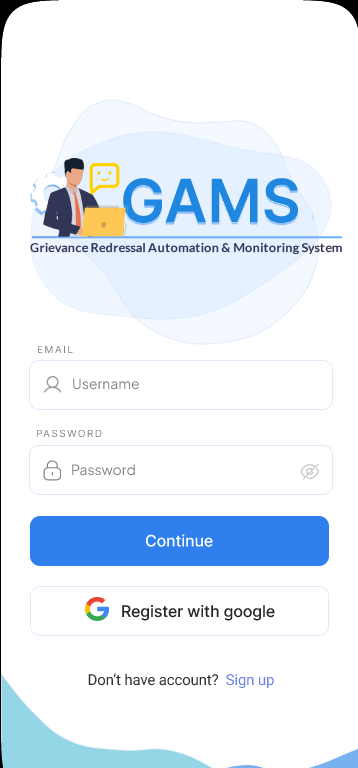 GAMS
Grievance Redressal Automation & Monitoring System
EMAIL
Username
PASSWORD
Password
Continue
Register with google
Don't have account? Sign up